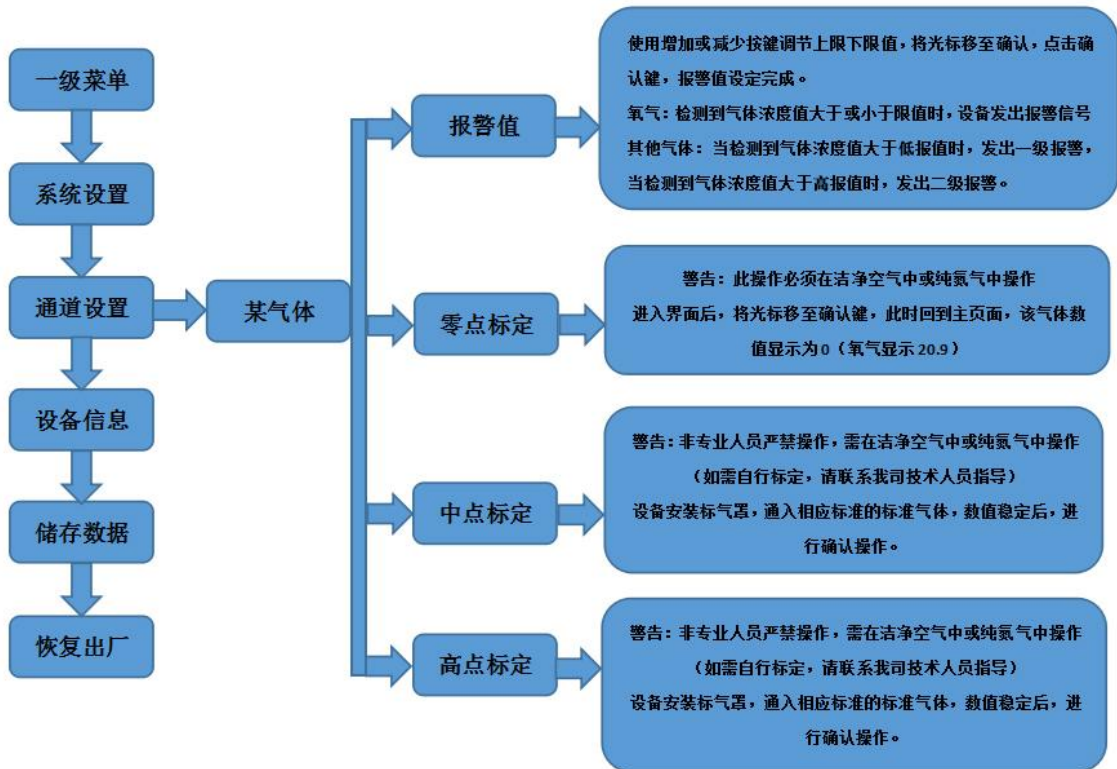 一级菜单
系统设置
通道设置
设备信息
储存数据
恢复出厂
某气体
报警值
使用增加或减少按键调节上限下限值，将光标移至确认，点击确
认键，报警值设定完成。
氧气：检测到气体浓度值大于或小于限值时，设备发出报警信号
其他气体：当检测到气体浓度值大于低报值时，发出一级报警，
当检测到气体浓度值大于高报值时，发出二级报警。
零点标定
警告：此操作必须在洁净空气中或纯氮气中操作
进入界面后，将光标移至确认键，此时回到主页面，该气体数
值显示为0（氧气显示20.9）
中点标定
警告：非专业人员严禁操作，需在洁净空气中或纯氮气中操作
（如需自行标定，请联系我司技术人员指导）
设备安装标气罩，通入相应标准的标准气体，数值稳定后，进
行确认操作。
高点标定
警告：非专业人员严禁操作，需在洁净空气中或纯氮气中操作
（如需自行标定，请联系我司技术人员指导）
设备安装标气罩，通入相应标准的标准气体，数值稳定后，进
行确认操作。